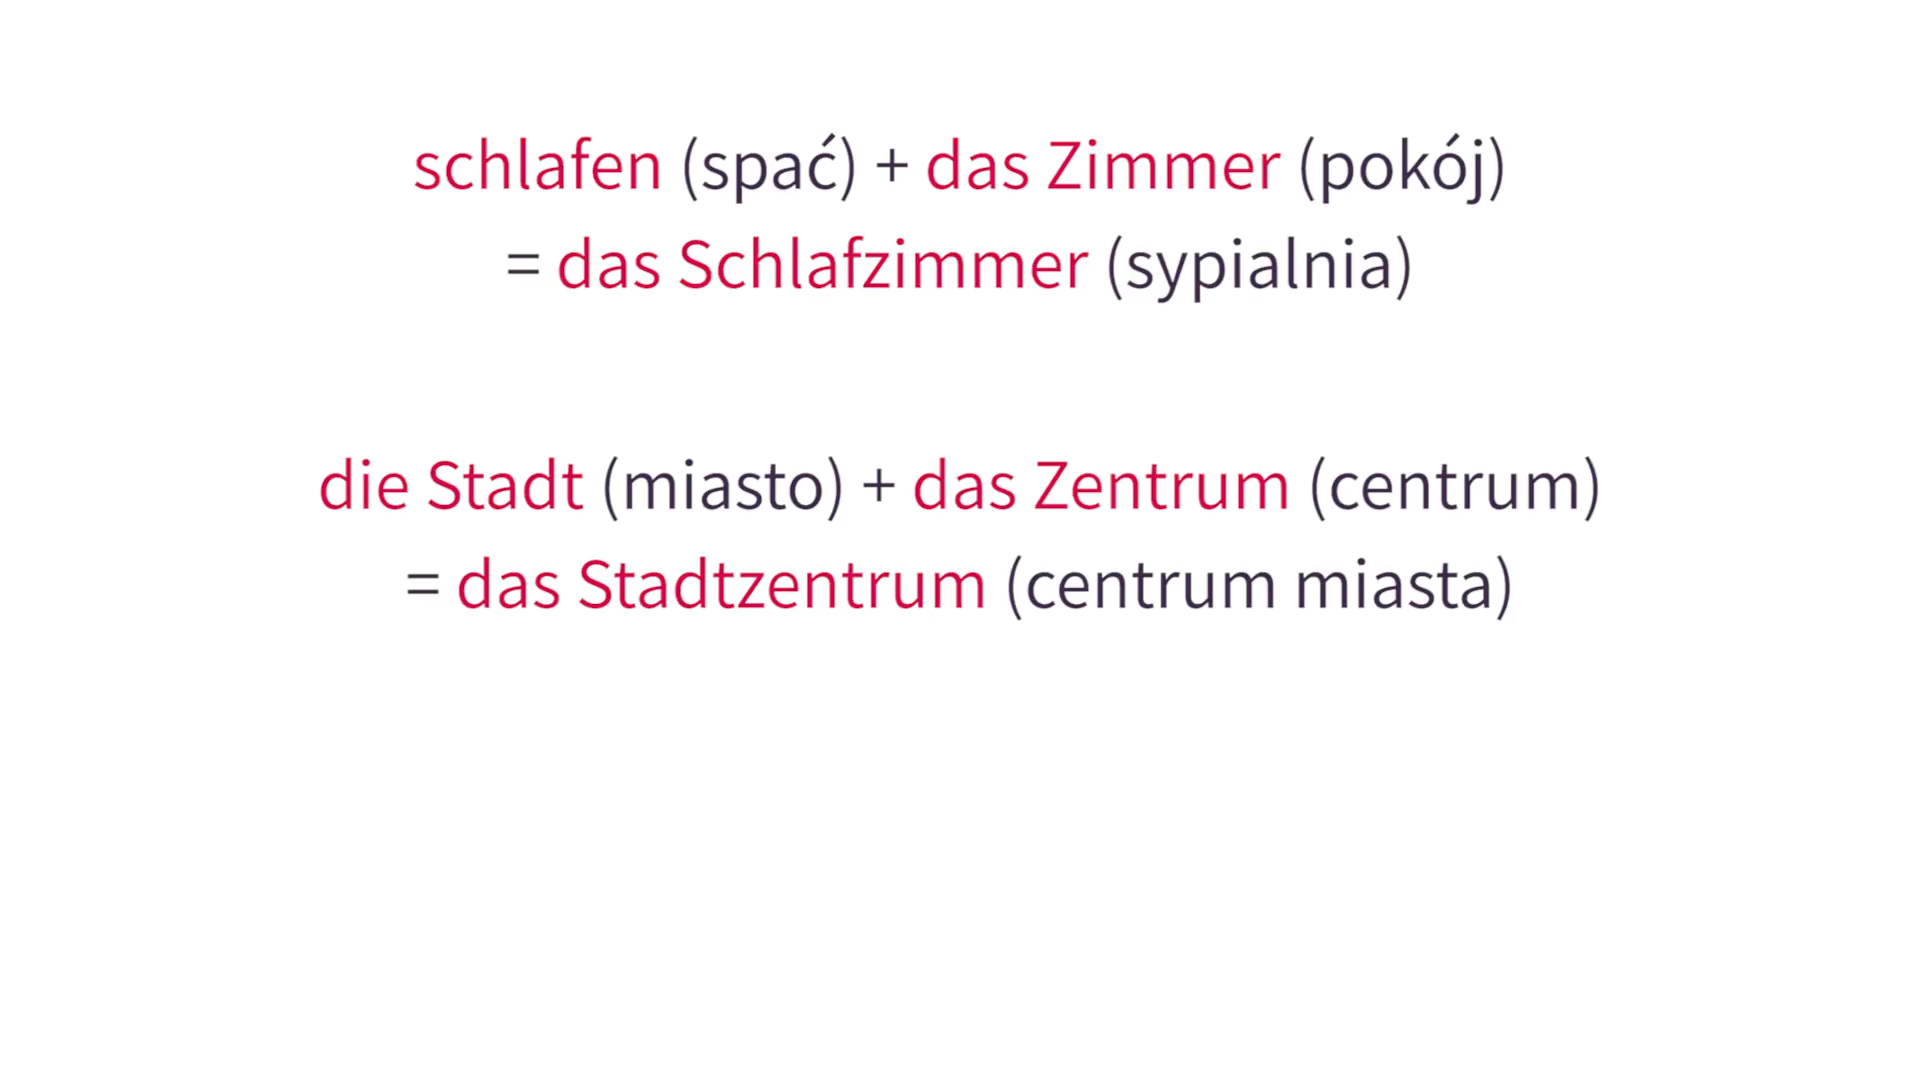 schlafen (spać) + das Zimmer (pokój)
= das Schlafzimmer (sypialnia)
die Stadt (miasto) + das Zentrum (centrum)
= das Stadtzentrum (centrum miasta)